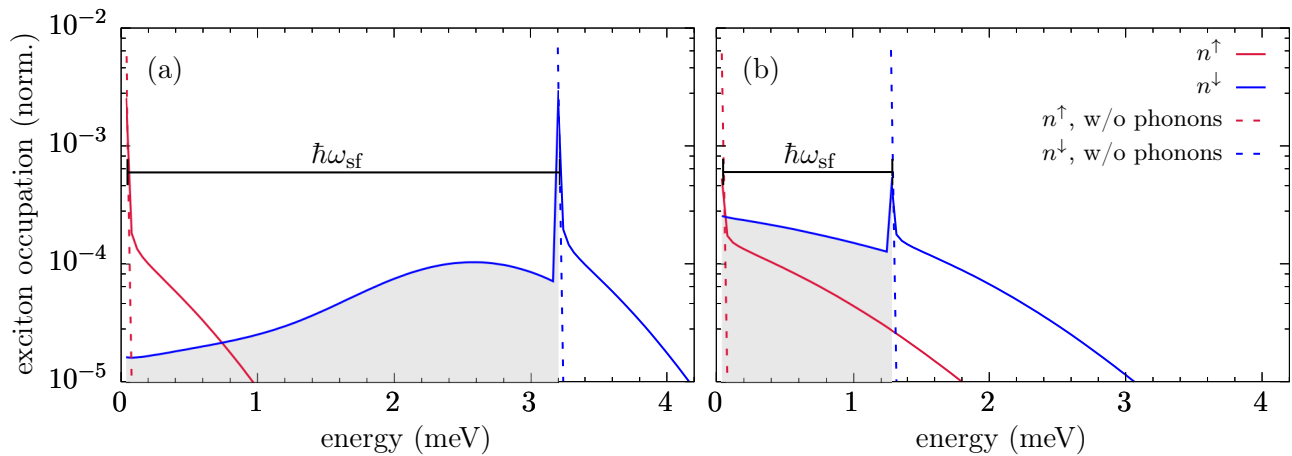 exciton occupation (norm.)
10⁻²
10⁻³
10⁻⁴
10⁻⁵
(a)
ℏω_sf
0 1 2 3 4
energy (meV)
(b)
ℏω_sf
n↑
n↓
n↑, w/o phonons
n↓, w/o phonons
0 1 2 3 4
energy (meV)